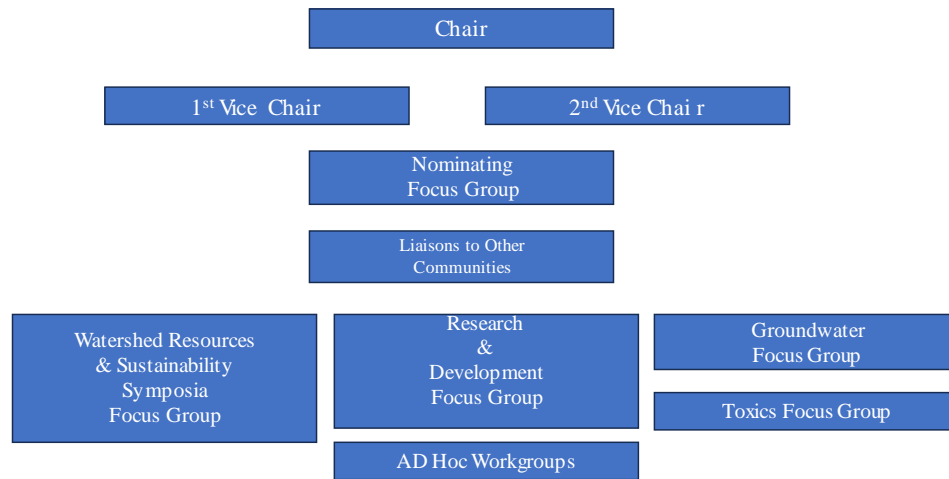 Chair
1st Vice Chair
2nd Vice Chai r
Nominating
Focus Group
Liaisons to Other
Communities
Watershed Resources
& Sustainability
Symposia
Focus Group
Research
&
Development
Focus Group
Groundwater
Focus Group
Toxics Focus Group
AD Hoc Workgroups